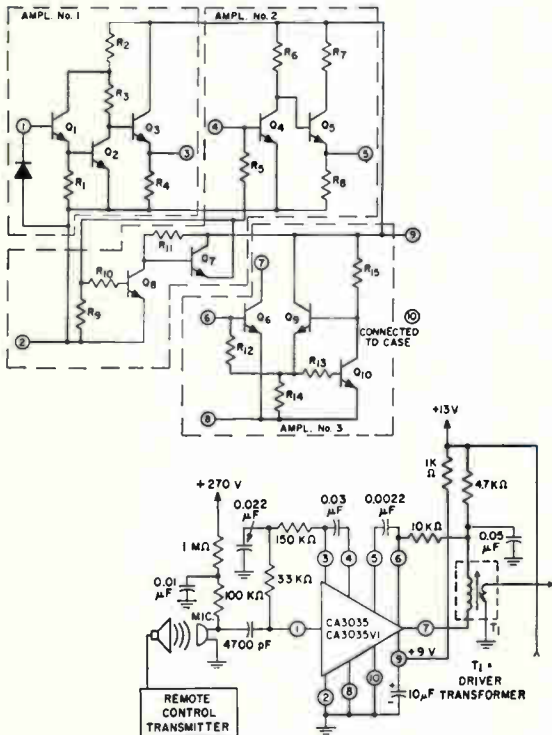 AMPL. No. 1
AMPL. No. 2
R2
R3
R6
R7
1
Q1
Q2
Q3
3
4
Q4
Q5
5
R1
R4
R5
R8
R11
Q7
9
R10
Q8
R9
2
7
R15
6
Q6
Q9
10
CONNECTED
TO CASE
R12
R13
Q10
R14
8
AMPL. No. 3
+13V
+270 V
1K
Ω
4.7KΩ
0.022
μF
0.03
μF
0.0022
μF
1 MΩ
150 KΩ
10KΩ
0.05
μF
3
4
5
6
0.01
μF
100 KΩ
33 KΩ
MIC.
4700 pF
1
CA3035
CA3035VI
7
T1
2
8
10
9
+9 V
+
-
10μF
T1 =
DRIVER
TRANSFORMER
REMOTE
CONTROL
TRANSMITTER